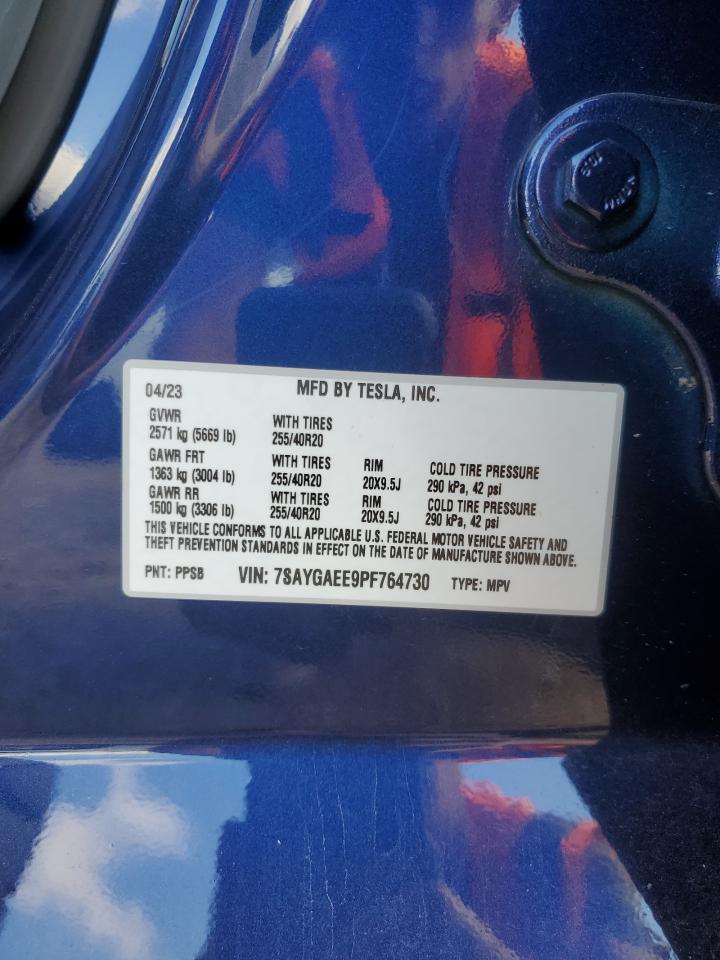 04/23 MFD BY TESLA, INC.
GVWR
2571 kg (5669 lb) WITH TIRES 255/40R20
GAWR FRT WITH TIRES RIM COLD TIRE PRESSURE
1363 kg (3004 lb) 255/40R20 20X9.5J 290 kPa, 42 psi
GAWR RR WITH TIRES RIM COLD TIRE PRESSURE
1500 kg (3306 lb) 255/40R20 20X9.5J 290 kPa, 42 psi
THIS VEHICLE CONFORMS TO ALL APPLICABLE U.S. FEDERAL MOTOR VEHICLE SAFETY AND
THEFT PREVENTION STANDARDS IN EFFECT ON THE DATE OF MANUFACTURE SHOWN ABOVE.
PNT: PPSB VIN: 7SAYGAEE9PF764730 TYPE: MPV